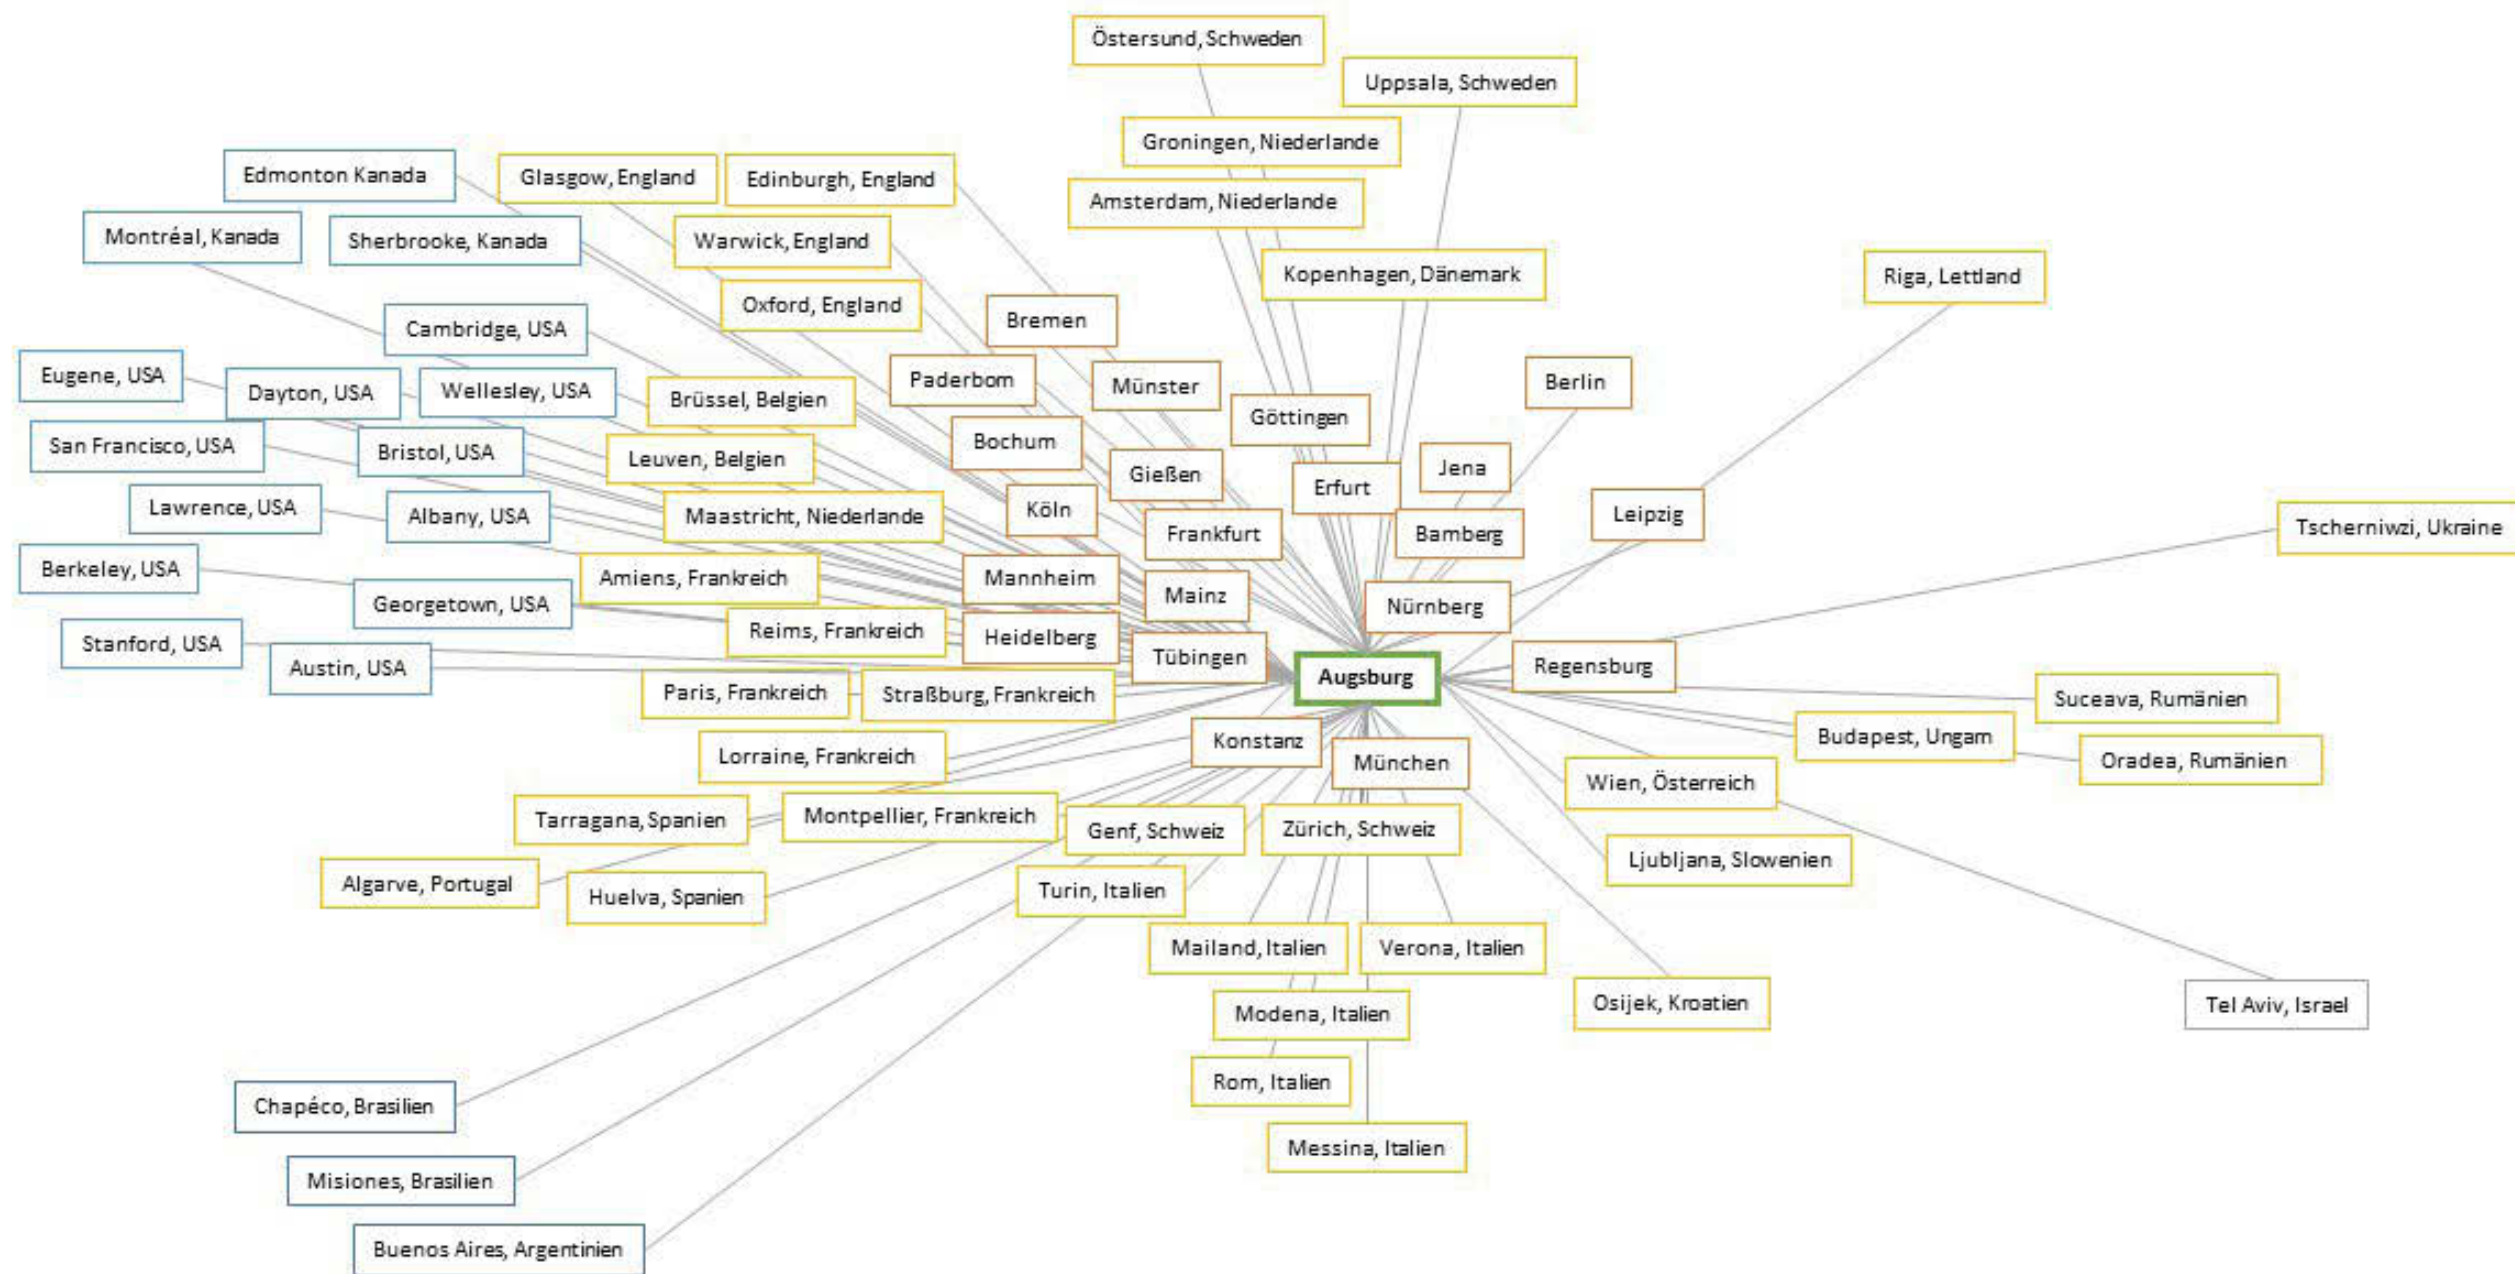 Östersund, Schweden
Uppsala, Schweden
Groningen, Niederlande
Edmonton Kanada
Glasgow, England
Edinburgh, England
Amsterdam, Niederlande
Montréal, Kanada
Sherbrooke, Kanada
Warwick, England
Kopenhagen, Dänemark
Riga, Lettland
Oxford, England
Bremen
Cambridge, USA
Eugene, USA
Dayton, USA
Wellesley, USA
Brüssel, Belgien
Paderborn
Münster
Berlin
Göttingen
San Francisco, USA
Bristol, USA
Leuven, Belgien
Bochum
Gießen
Jena
Erfurt
Lawrence, USA
Albany, USA
Maastricht, Niederlande
Köln
Frankfurt
Bamberg
Leipzig
Tscherniwzi, Ukraine
Berkeley, USA
Amiens, Frankreich
Mannheim
Mainz
Georgetown, USA
Nürnberg
Stanford, USA
Reims, Frankreich
Heidelberg
Austin, USA
Tübingen
Augsburg
Regensburg
Paris, Frankreich
Straßburg, Frankreich
Suceava, Rumänien
Konstanz
Budapest, Ungarn
Lorraine, Frankreich
München
Oradea, Rumänien
Wien, Österreich
Tarragana, Spanien
Montpellier, Frankreich
Genf, Schweiz
Zürich, Schweiz
Ljubljana, Slowenien
Algarve, Portugal
Huelva, Spanien
Turin, Italien
Mailand, Italien
Verona, Italien
Osijek, Kroatien
Tel Aviv, Israel
Modena, Italien
Rom, Italien
Chapéco, Brasilien
Messina, Italien
Misiones, Brasilien
Buenos Aires, Argentinien